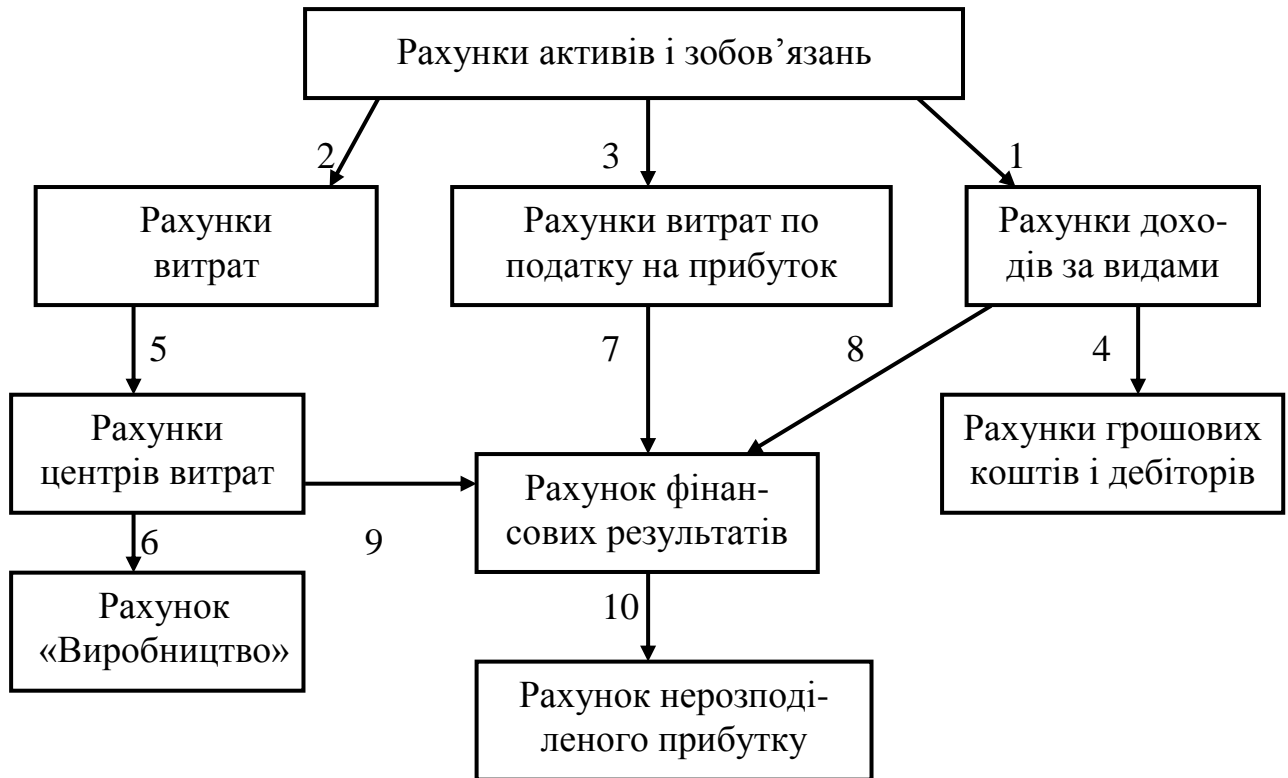 Рахунки активів і зобов’язань
2
3
1
Рахунки
витрат
Рахунки витрат по
податку на прибуток
Рахунки дохо-
дів за видами
5
7
8
4
Рахунки
центрів витрат
Рахунок фінан-
сових результатів
Рахунки грошових
коштів і дебіторів
6
9
10
Рахунок
«Виробництво»
Рахунок нерозподі-
леного прибутку